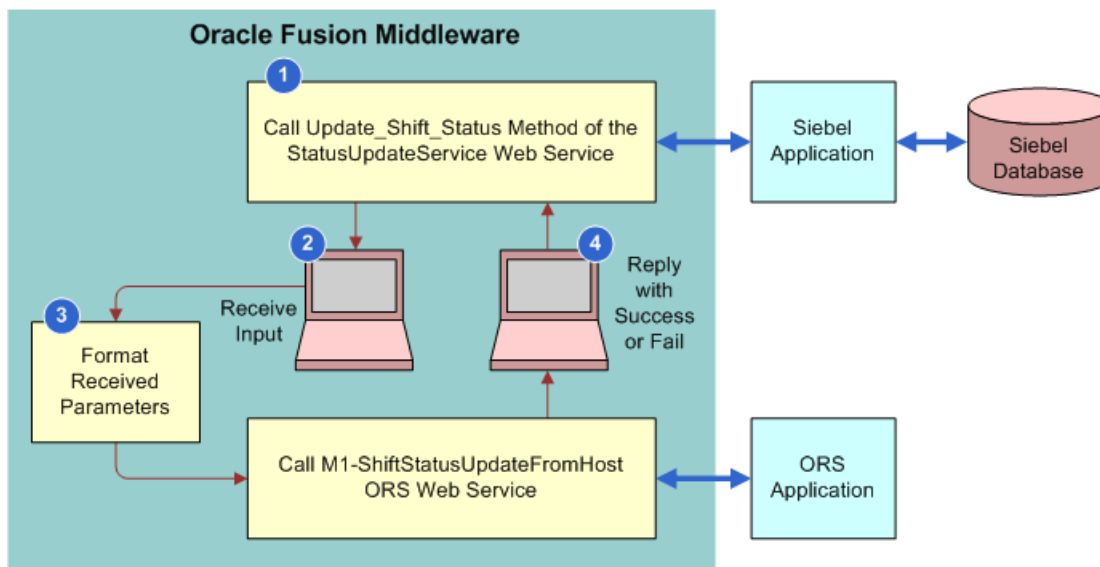 Oracle Fusion Middleware
1
Call Update_Shift_Status Method of the
StatusUpdateService Web Service
Siebel
Application
Siebel
Database
2
Receive
Input
4
Reply
with
Success
or Fail
3
Format
Received
Parameters
Call M1-ShiftStatusUpdateFromHost
ORS Web Service
ORS
Application